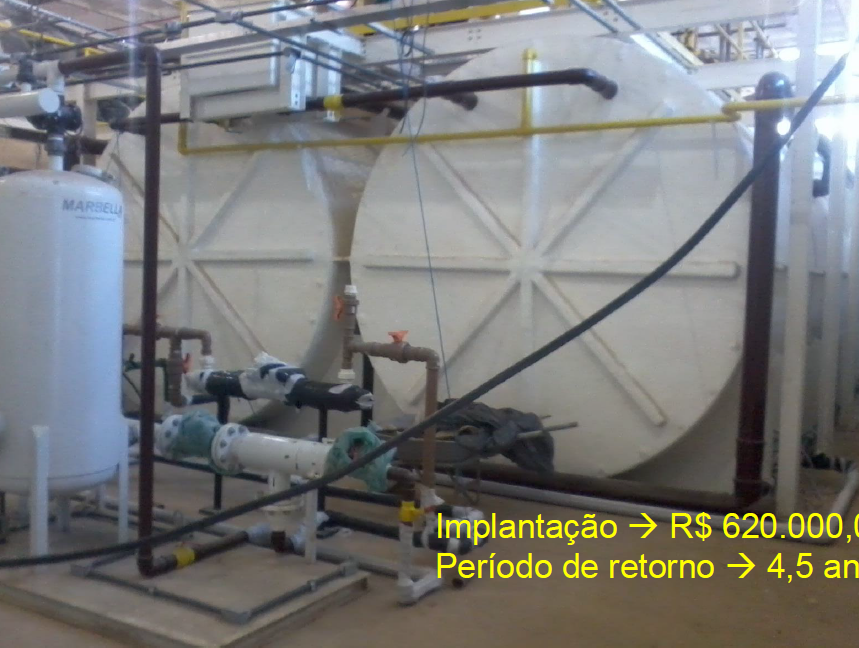 MARBELLA
Implantação → R$ 620.000,0
Período de retorno → 4,5 an